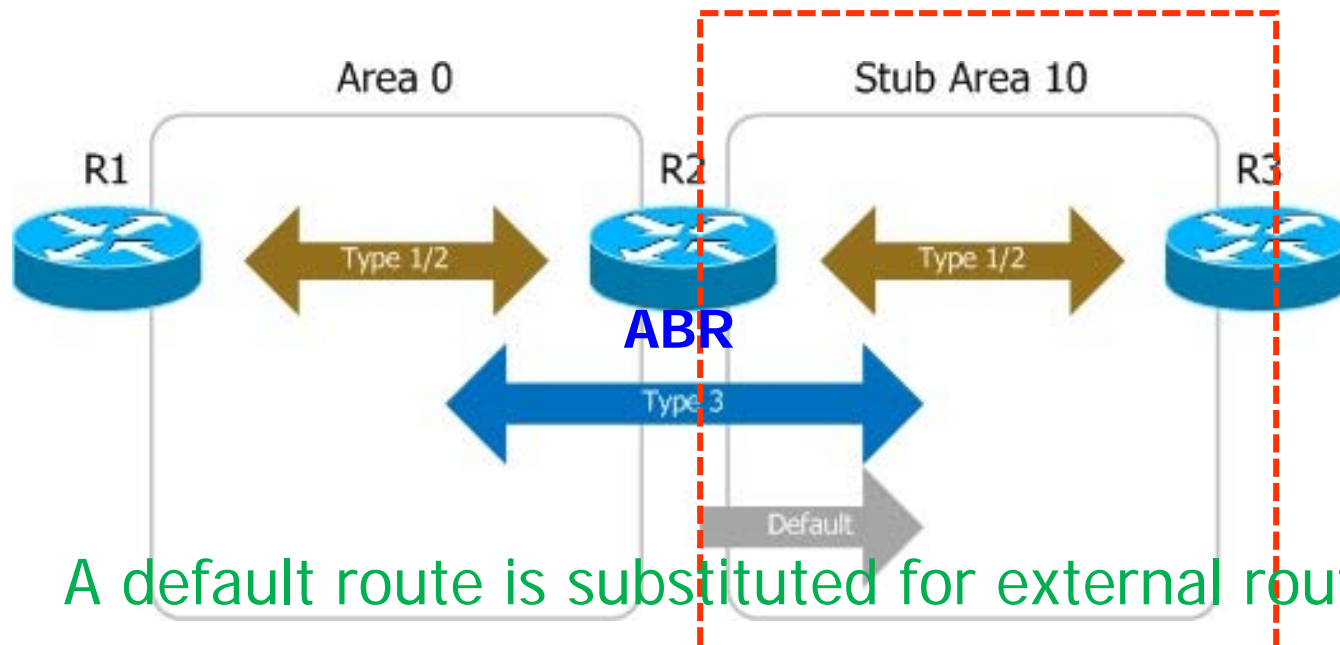 Area 0
Stub Area 10
R1
R2
R3
Type 1/2
Type 1/2
ABR
Type 3
Default
A default route is substituted for external rout